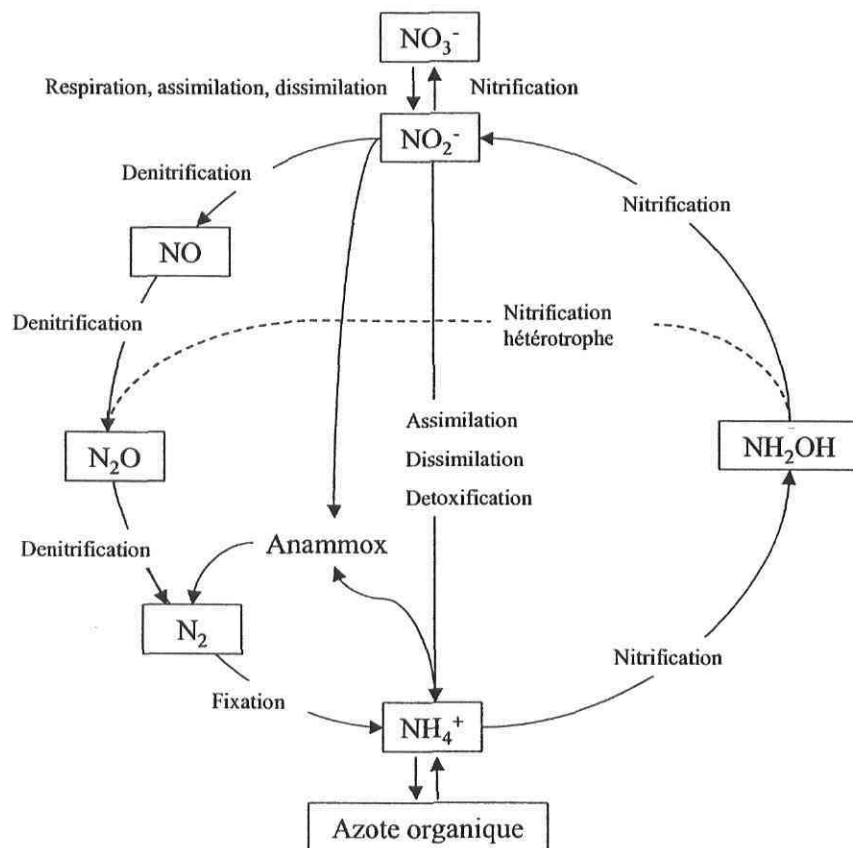 NO₃⁻
Respiration, assimilation, dissimilation
Nitrification
NO₂⁻
Denitrification
Nitrification
NO
Denitrification
Nitrification
hétérotrophe
Assimilation
N₂O
NH₂OH
Dissimilation
Detoxification
Denitrification
Anammox
N₂
Nitrification
Fixation
NH₄⁺
Azote organique